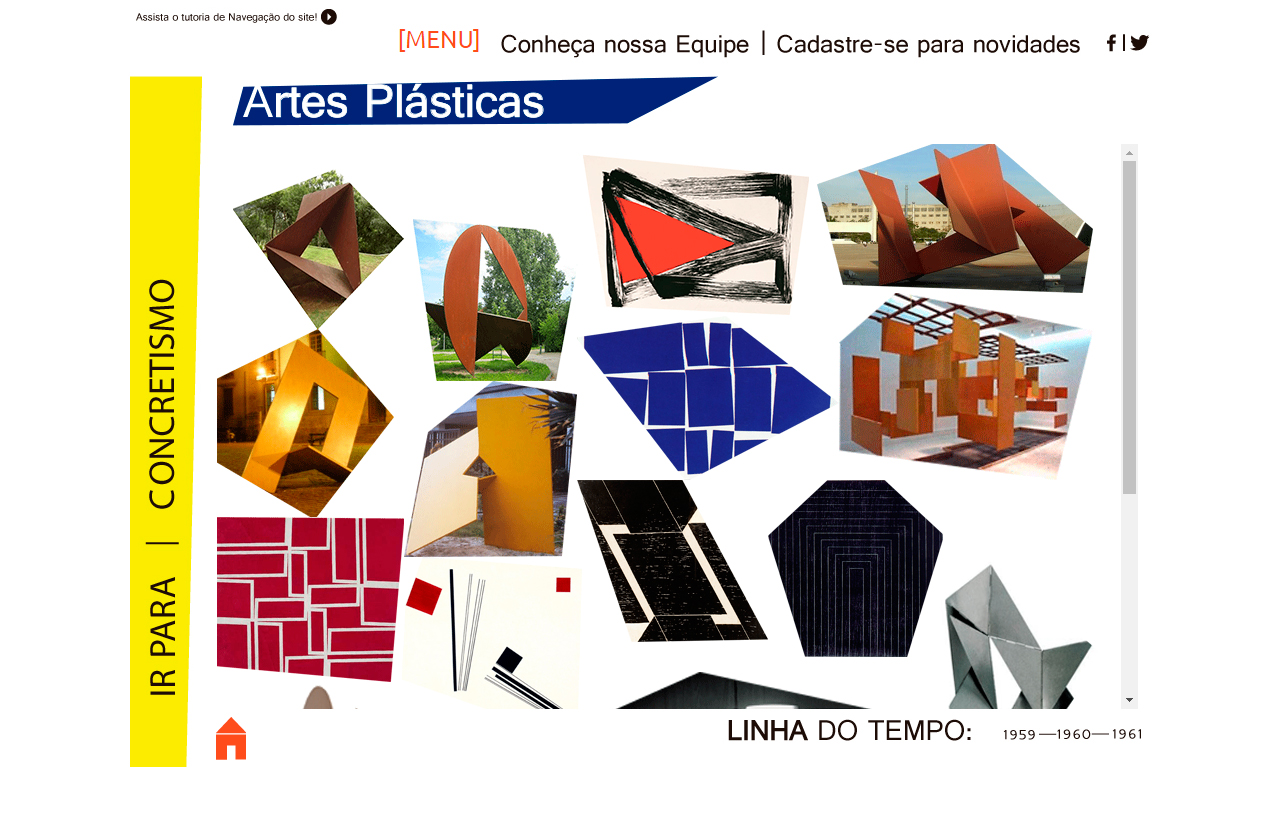 Assista o tutoria de Navegação do site!
[MENU] Conheça nossa Equipe | Cadastre-se para novidades
Artes Plásticas
IR PARA | CONCRETISMO
LINHA DO TEMPO: 1959—1960—1961